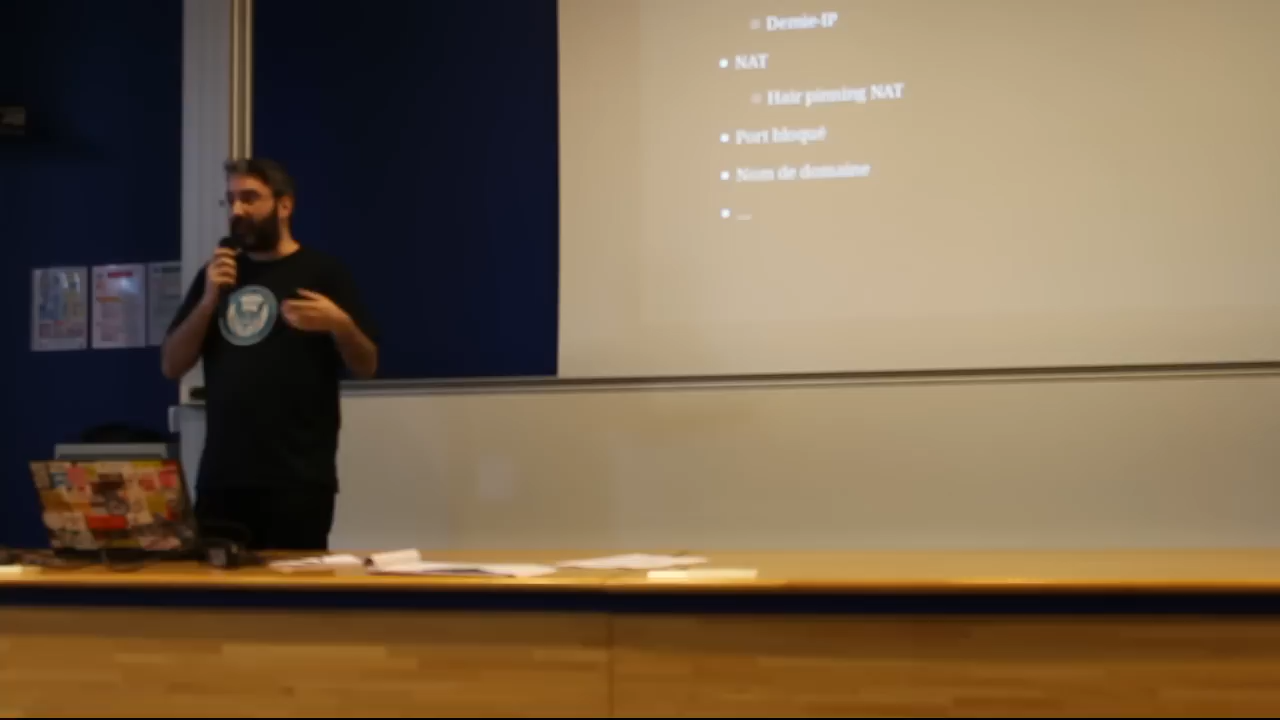 Demie-IP
NAT
Hair pinning NAT
Port bloqué
Nom de domaine
...